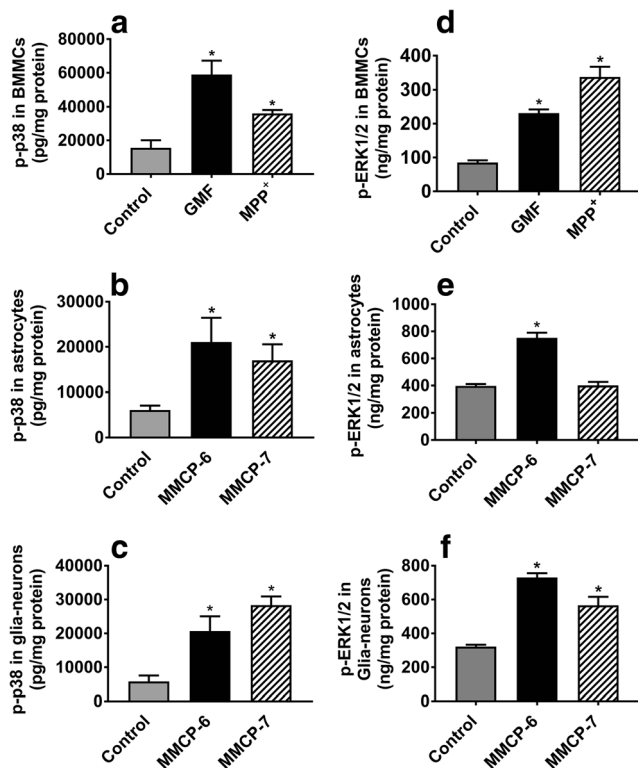 a
p-p38 in BMMCs
(pg/mg protein)
80000
60000
40000
20000
0
*
*
Control
GMF
MPP+
d
p-ERK1/2 in BMMCs
(ng/mg protein)
400
300
200
100
0
*
*
Control
GMF
MPP+
b
p-p38 in astrocytes
(pg/mg protein)
30000
20000
10000
0
*
*
Control
MMCP-6
MMCP-7
e
p-ERK1/2 in astrocytes
(ng/mg protein)
1000
800
600
400
200
0
*
Control
MMCP-6
MMCP-7
c
p-p38 in glia-neurons
(pg/mg protein)
40000
30000
20000
10000
0
*
*
Control
MMCP-6
MMCP-7
f
p-ERK1/2 in
Glia-neurons
(ng/mg protein)
800
600
400
200
0
*
*
Control
MMCP-6
MMCP-7